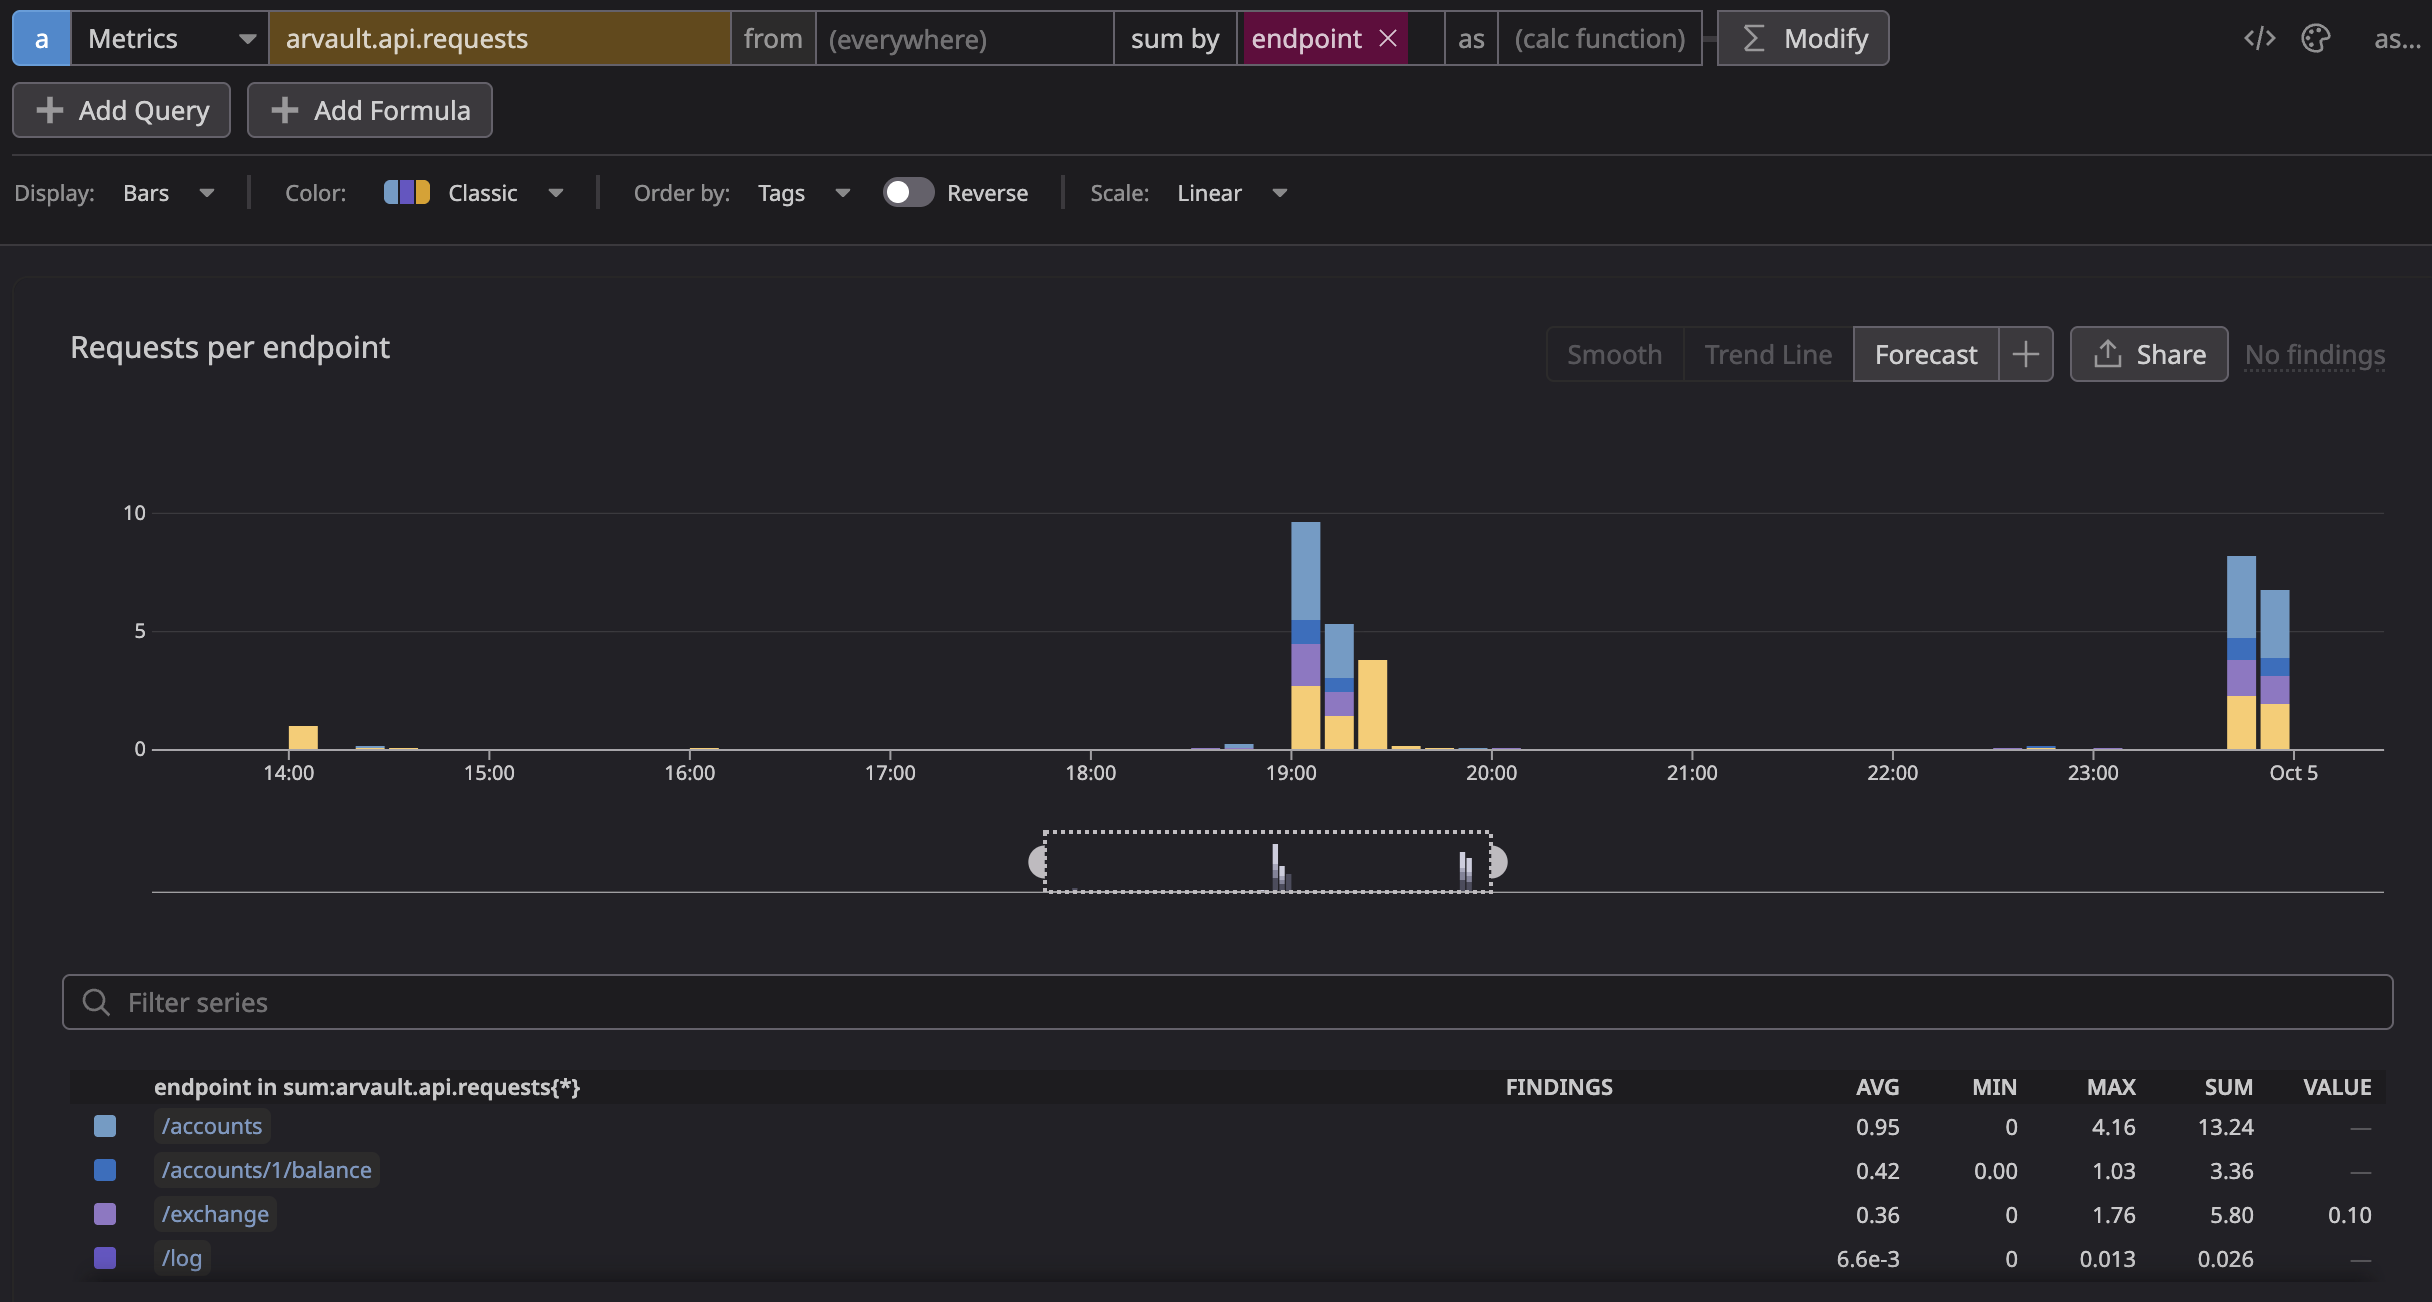 a Metrics arvault.api.requests from (everywhere) sum by endpoint as (calc function) Modify as...
Add Query Add Formula
Display: Bars Color: Classic Order by: Tags Reverse Scale: Linear
Requests per endpoint Smooth Trend Line Forecast Share No findings
10
5
0
14:00 15:00 16:00 17:00 18:00 19:00 20:00 21:00 22:00 23:00 Oct 5
Filter series
endpoint in sum:arvault.api.requests{*} FINDINGS AVG MIN MAX SUM VALUE
/accounts 0.95 0 4.16 13.24 —
/accounts/1/balance 0.42 0.00 1.03 3.36 —
/exchange 0.36 0 1.76 5.80 0.10
/log 6.6e-3 0 0.013 0.026 —